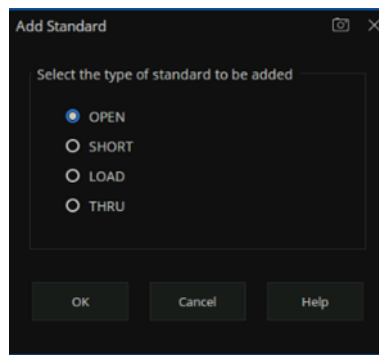 Add Standard
Select the type of standard to be added
OPEN
SHORT
LOAD
THRU
OK Cancel Help